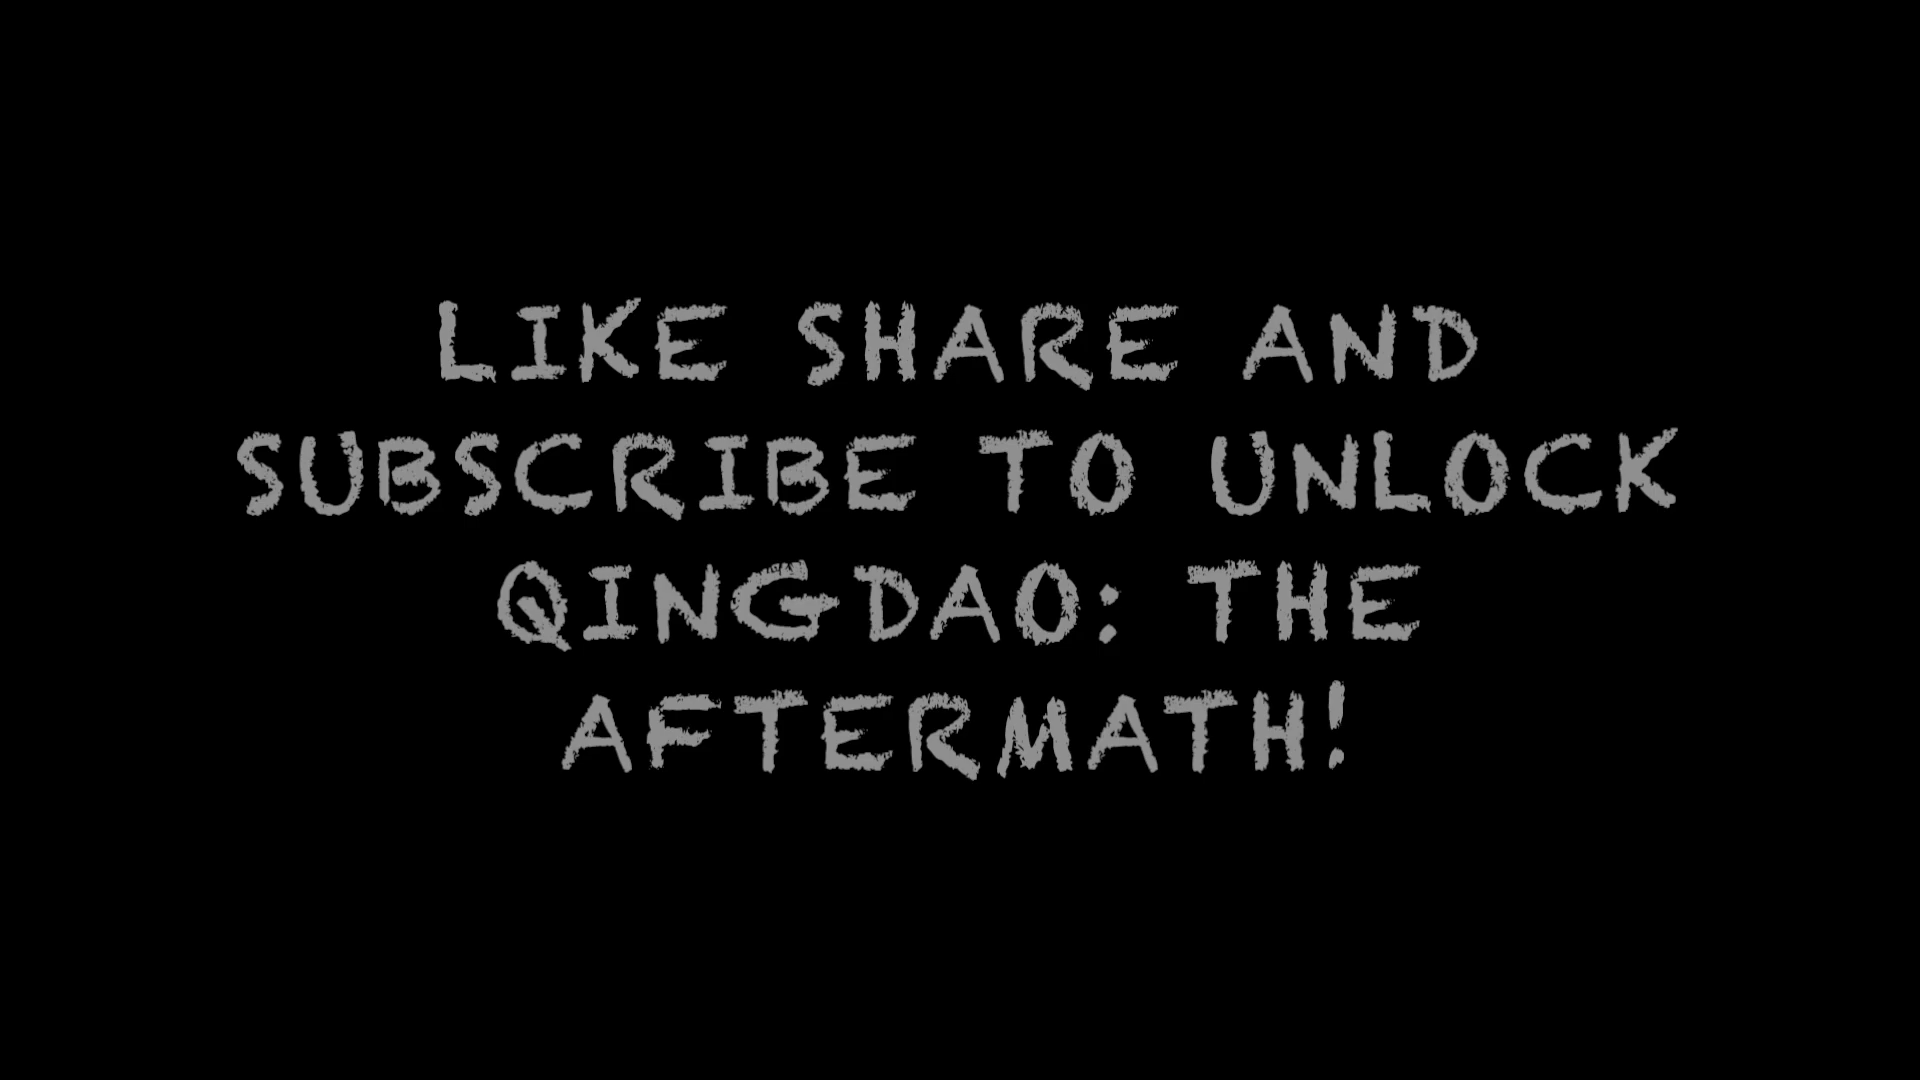 LIKE SHARE AND
SUBSCRIBE TO UNLOCK
QINGDAO: THE
AFTERMATH!